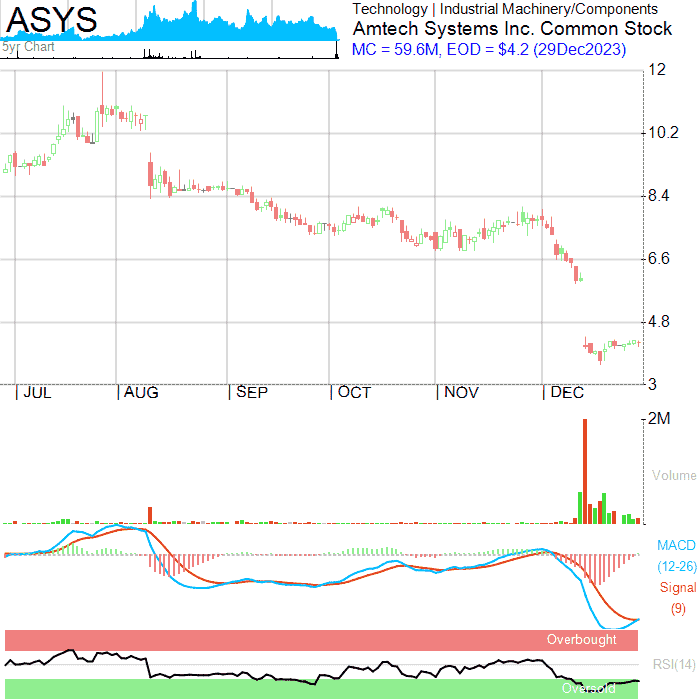 ASYS
5yr Chart
Technology | Industrial Machinery/Components
Amtech Systems Inc. Common Stock
MC = 59.6M, EOD = $4.2 (29Dec2023)
12
10.2
8.4
6.6
4.8
3
JUL AUG SEP OCT NOV DEC
2M
Volume
MACD
(12-26)
Signal
(9)
Overbought
RSI(14)
Oversold